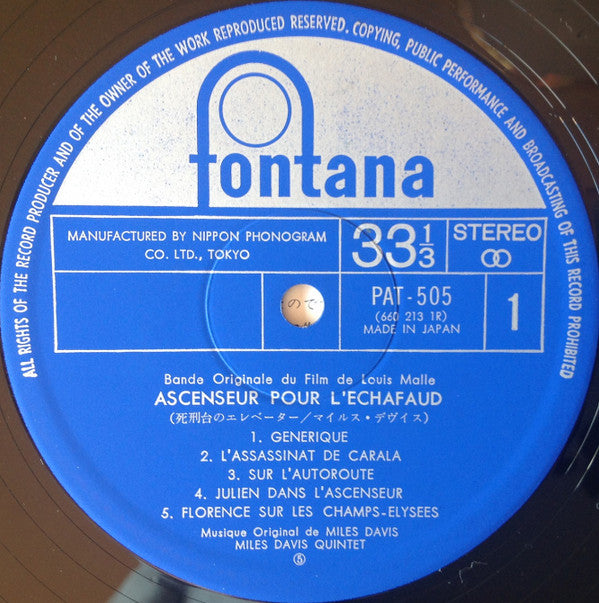 ALL RIGHTS OF THE RECORD PRODUCER AND OF THE OWNER OF THE WORK REPRODUCED RESERVED. COPYING, PUBLIC PERFORMANCE AND BROADCASTING OF THIS RECORD PROHIBITED
fontana
MANUFACTURED BY NIPPON PHONOGRAM
CO. LTD., TOKYO
33 1/3
STEREO
PAT-505
(660 213 1R)
MADE IN JAPAN
1
ので
Bande Originale du Film de Louis Malle
ASCENSEUR POUR L'ECHAFAUD
(死刑台のエレベーター/マイルス・デヴイス)
1. GENERIQUE
2. L'ASSASSINAT DE CARALA
3. SUR L'AUTOROUTE
4. JULIEN DANS L'ASCENSEUR
5. FLORENCE SUR LES CHAMPS-ELYSEES
Musique Original de MILES DAVIS
MILES DAVIS QUINTET
⑤